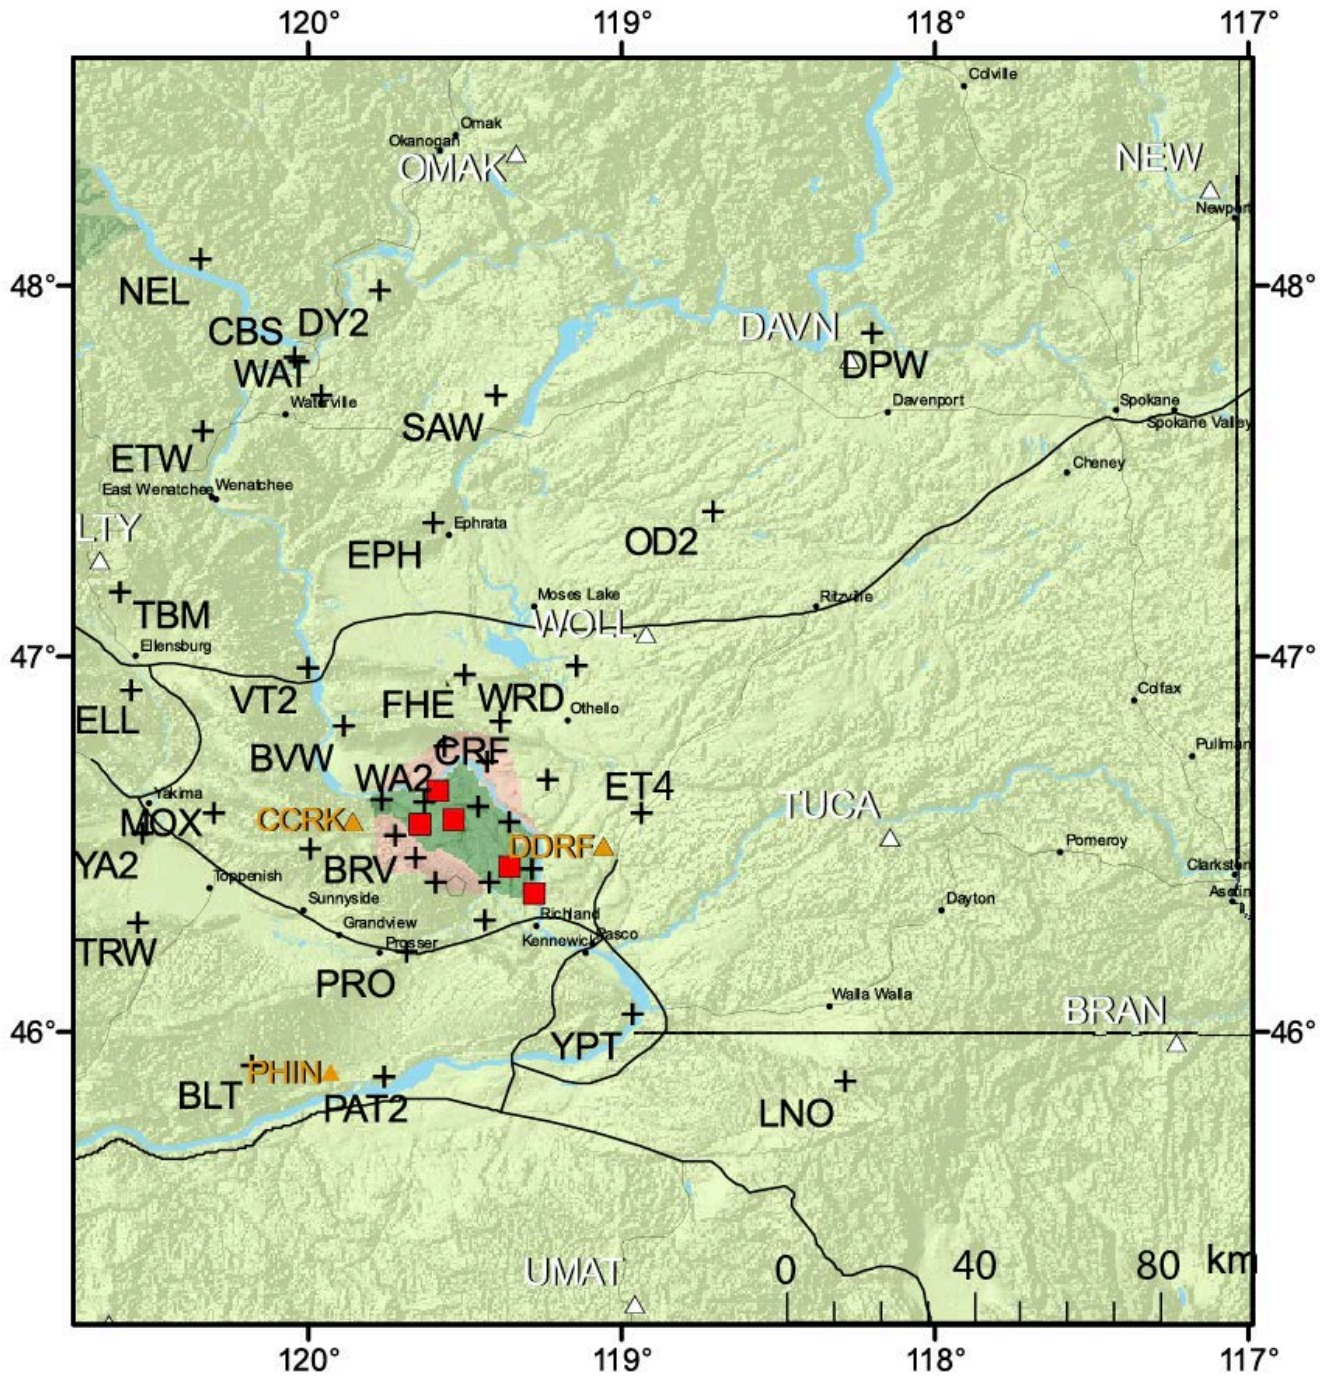 120° 119° 118° 117°
Colville
Omak
Okanogan
OMAK
NEW
Newport
NEL
48° 48°
CBS DY2
DAVN
WAT
DPW
Waterville
Davenport
Spokane
SAW
Spokane Valley
ETW
Cheney
East Wenatchee Wenatchee
LTY
Ephrata
EPH
OD2
Moses Lake
Ritzville
TBM
WOLL
Ellensburg
47° 47°
VT2
FHE WRD
Colfax
ELL
Othello
Pullman
BVW
CRF
WA2
ET4
Yakima
TUCA
MOX CCRK
DDRF
Pomeroy
YA2
BRV
Clarkston
Toppenish
Asotin
Sunnyside
Dayton
Grandview
Richland
Kennewick Pasco
TRW
Prosser
PRO
Walla Walla
BRAN
46° 46°
YPT
PHIN
BLT
PAT2
LNO
UMAT
0 40 80 km
120° 119° 118° 117°